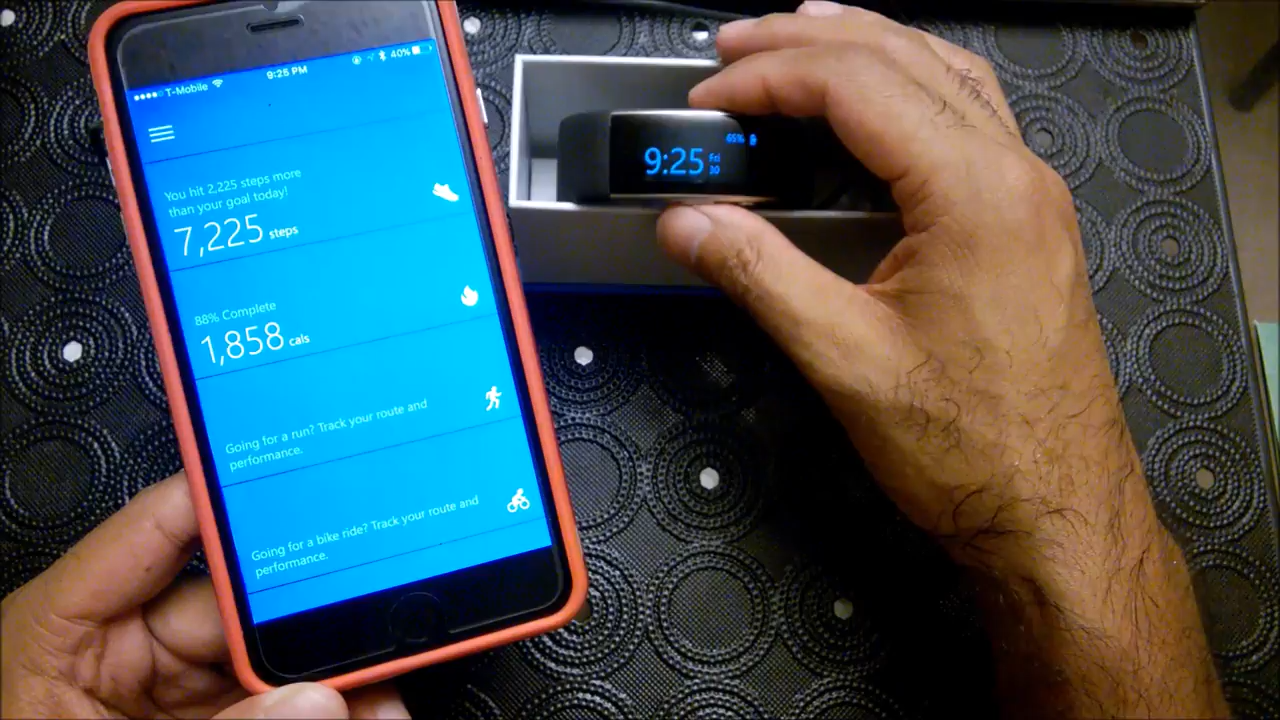 T-Mobile
9:25 PM
40%
You hit 2,225 steps more
than your goal today!
7,225 steps
88% Complete
1,858 cals
Going for a run? Track your route and
performance.
Going for a bike ride? Track your route and
performance.
65%
9:25
Fri
30